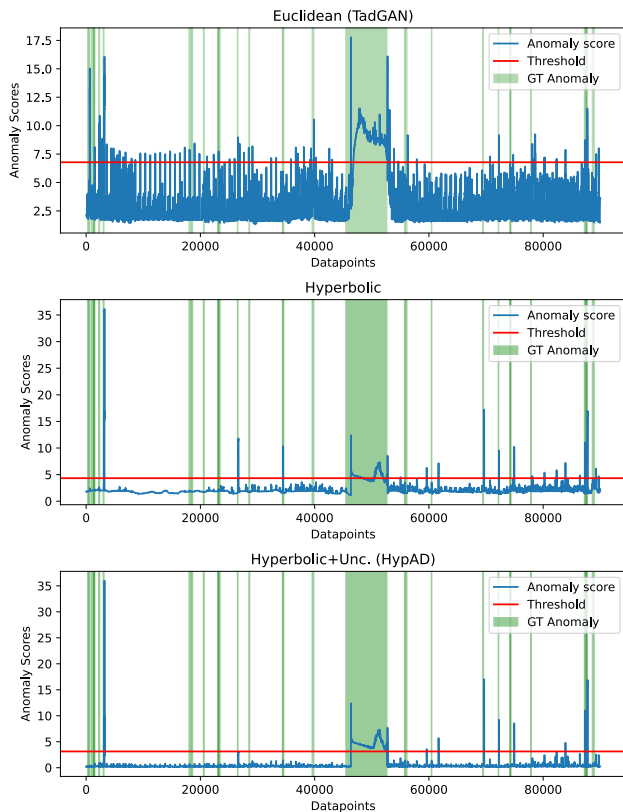 Euclidean (TadGAN)
17.5
15.0
12.5
10.0
7.5
5.0
2.5
Anomaly Scores
Anomaly score
Threshold
GT Anomaly
0 20000 40000 60000 80000
Datapoints
Hyperbolic
35
30
25
20
15
10
5
0
Anomaly Scores
Anomaly score
Threshold
GT Anomaly
0 20000 40000 60000 80000
Datapoints
Hyperbolic+Unc. (HypAD)
35
30
25
20
15
10
5
0
Anomaly Scores
Anomaly score
Threshold
GT Anomaly
0 20000 40000 60000 80000
Datapoints